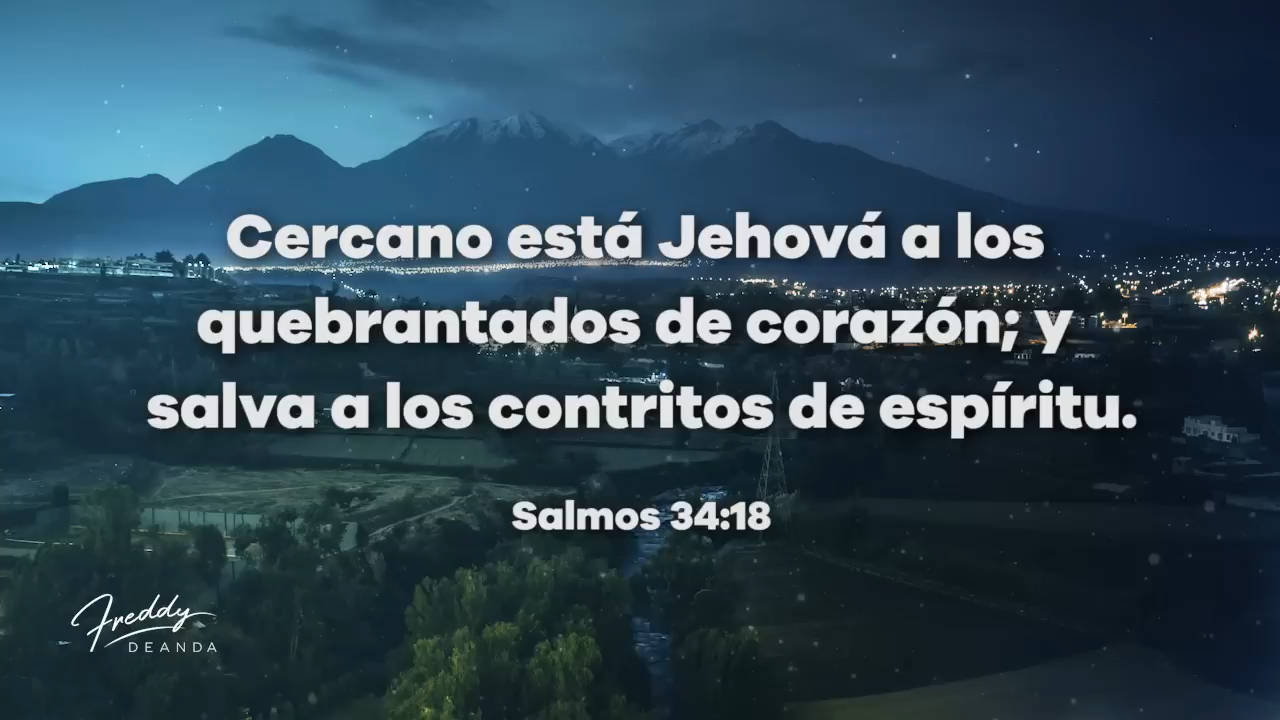 Cercano está Jehová a los
quebrantados de corazón; y
salva a los contritos de espíritu.
Salmos 34:18
Freddy
DEANDA